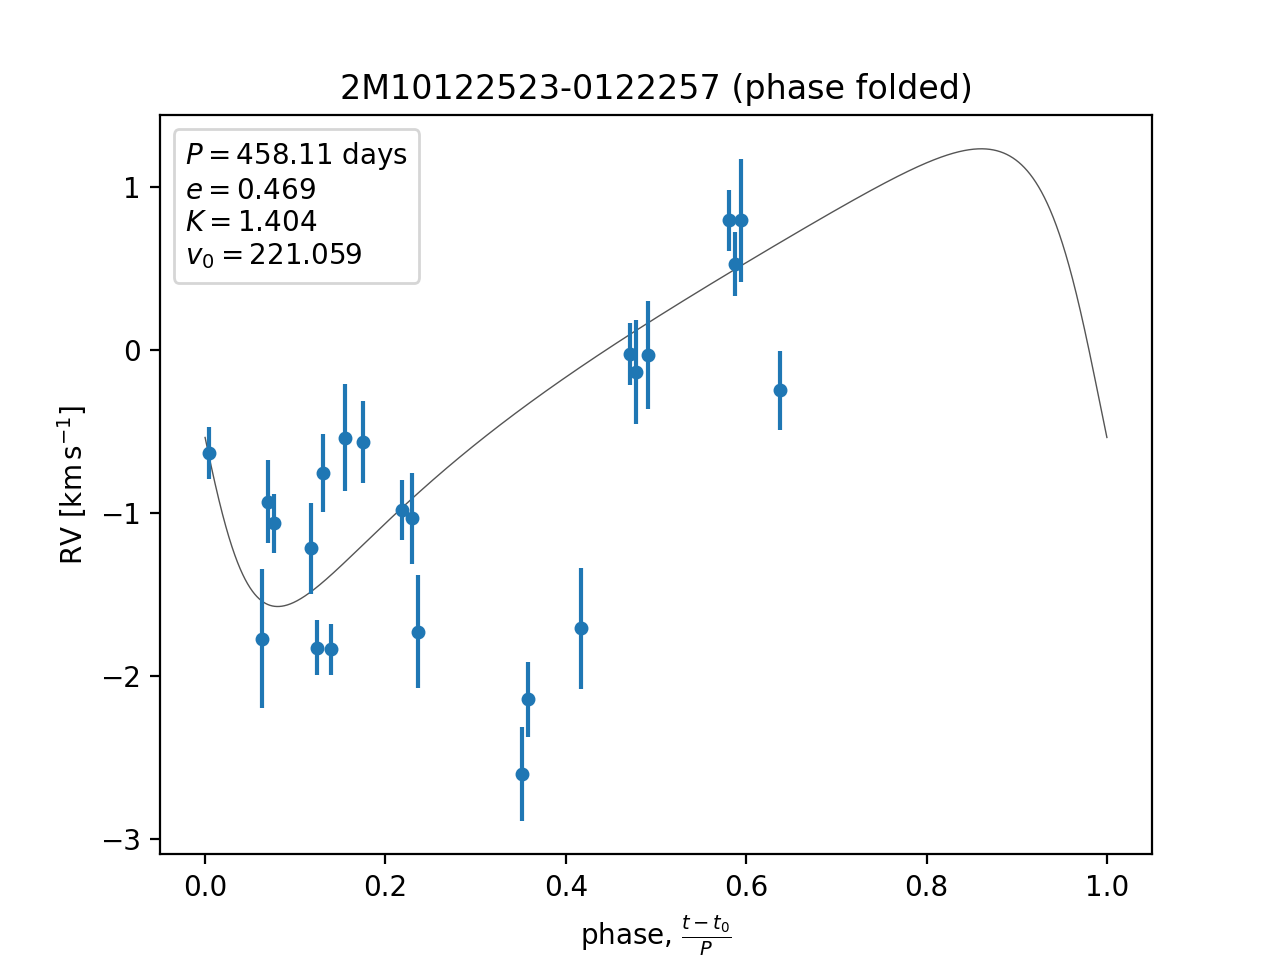 2M10122523-0122257 (phase folded)
P = 458.11 days
e = 0.469
K = 1.404
v₀ = 221.059
1
0
−1
−2
−3
RV [km s⁻¹]
0.0 0.2 0.4 0.6 0.8 1.0
phase, (t − t₀)/P